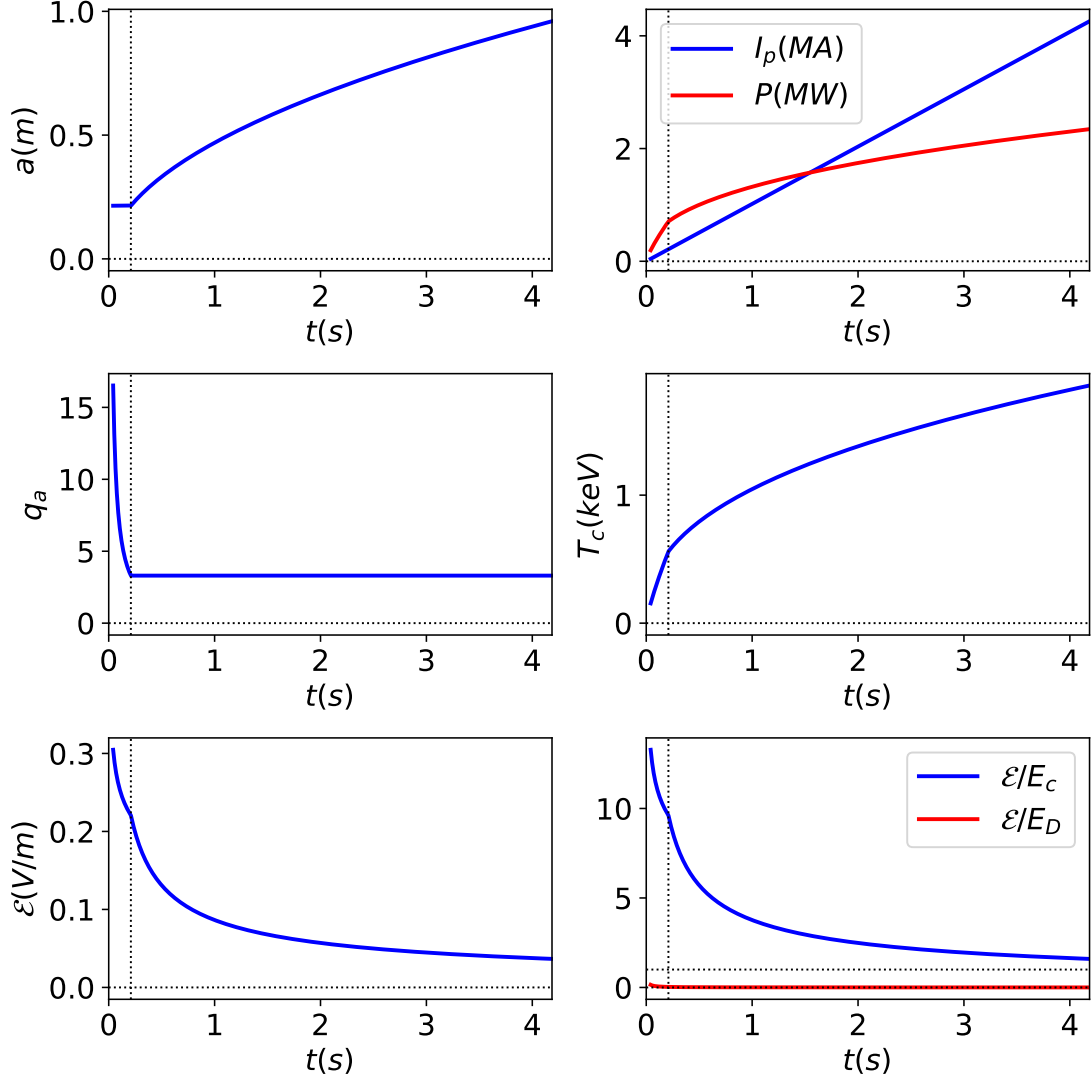 a(m)
1.0
0.5
0.0
0 1 2 3 4
t(s)
I_p(MA)
P(MW)
4
2
0
0 1 2 3 4
t(s)
q_a
15
10
5
0
0 1 2 3 4
t(s)
T_c(keV)
1
0
0 1 2 3 4
t(s)
ℰ(V/m)
0.3
0.2
0.1
0.0
0 1 2 3 4
t(s)
ℰ/E_c
ℰ/E_D
10
5
0
0 1 2 3 4
t(s)